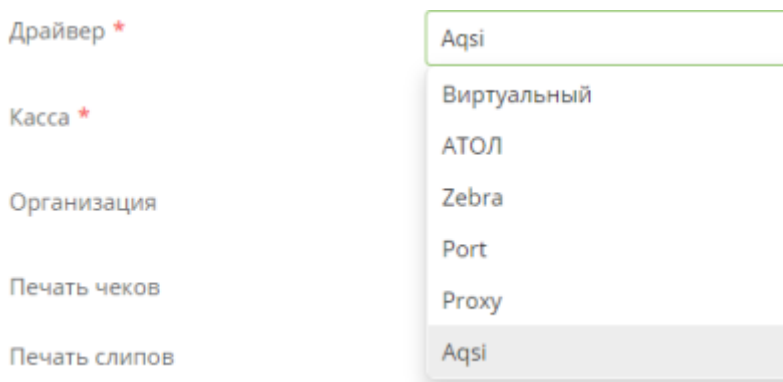 Драйвер *
Aqsi
Виртуальный
Касса *
АТОЛ
Zebra
Организация
Port
Печать чеков
Proxy
Печать слипов
Aqsi